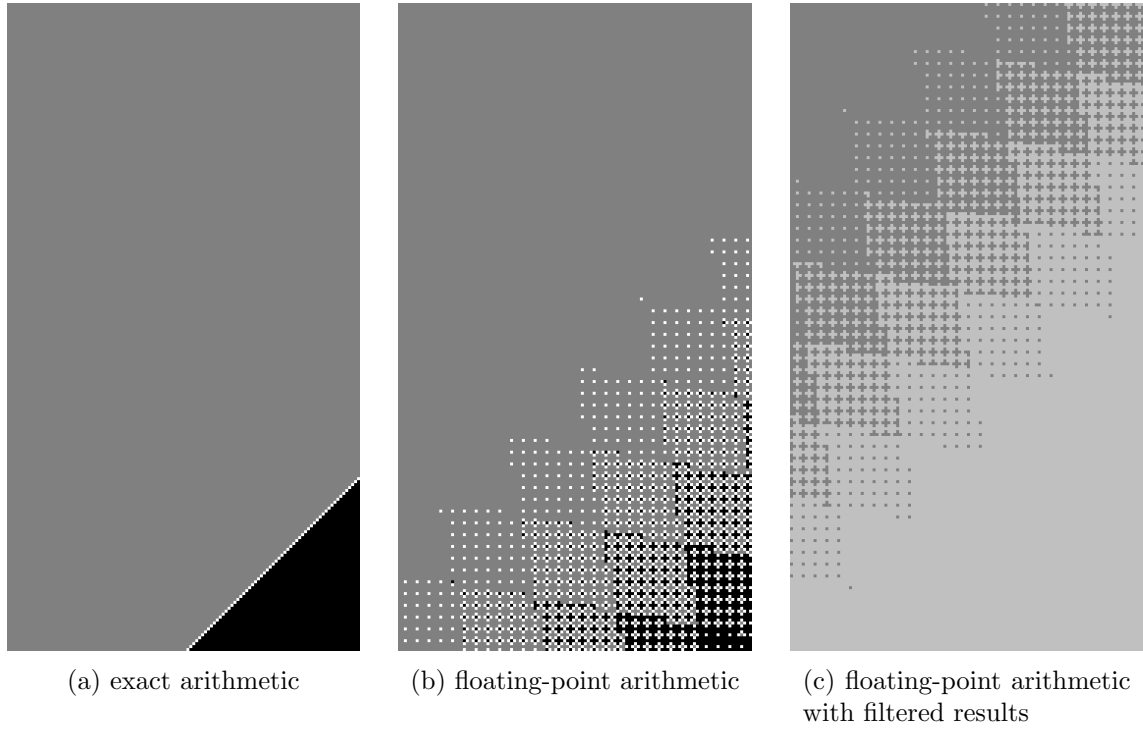 (a) exact arithmetic
(b) floating-point arithmetic
(c) floating-point arithmetic
with filtered results